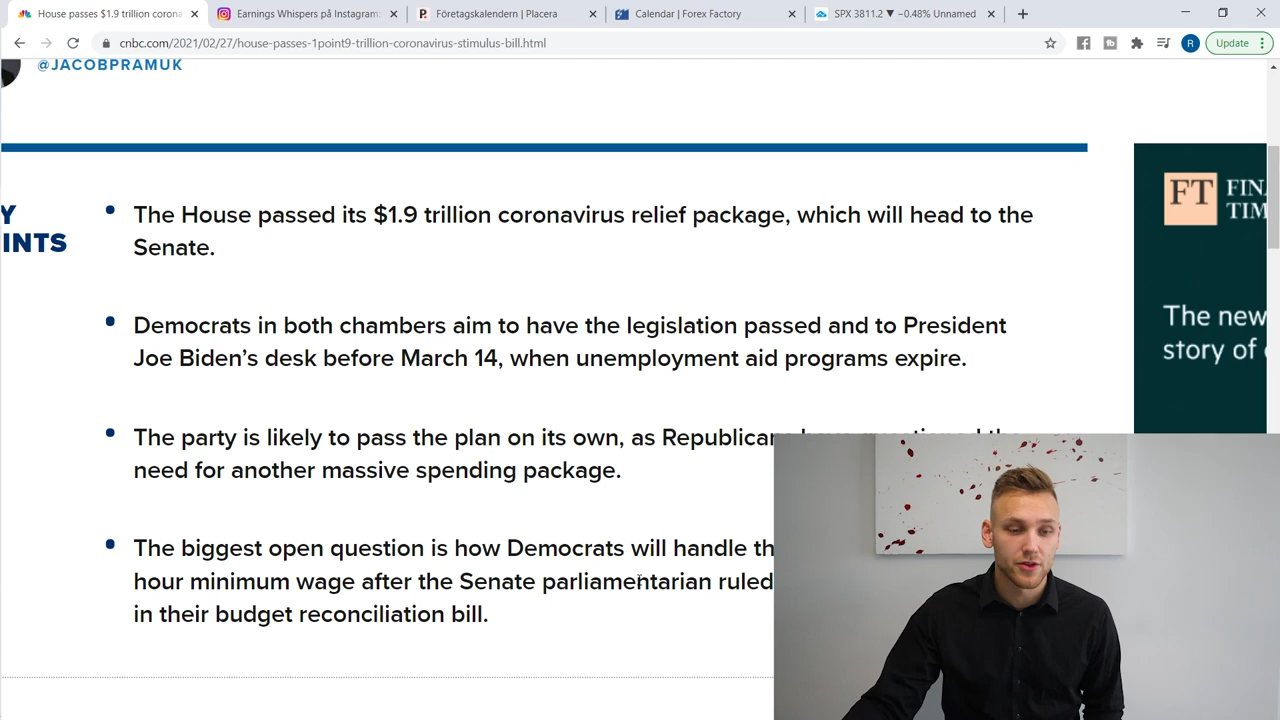 House passes $1.9 trillion corona
Earnings Whispers på Instagram:
Företagskalendern | Placera
Calendar | Forex Factory
SPX 3811.2 ▼ −0.48% Unnamed
cnbc.com/2021/02/27/house-passes-1point9-trillion-coronavirus-stimulus-bill.html
R
Update
@JACOBPRAMUK
Y
INTS
• The House passed its $1.9 trillion coronavirus relief package, which will head to the
Senate.
• Democrats in both chambers aim to have the legislation passed and to President
Joe Biden's desk before March 14, when unemployment aid programs expire.
• The party is likely to pass the plan on its own, as Republican
need for another massive spending package.
• The biggest open question is how Democrats will handle th
hour minimum wage after the Senate parliamentarian ruled
in their budget reconciliation bill.
FT
FIN
TIM
The new
story of